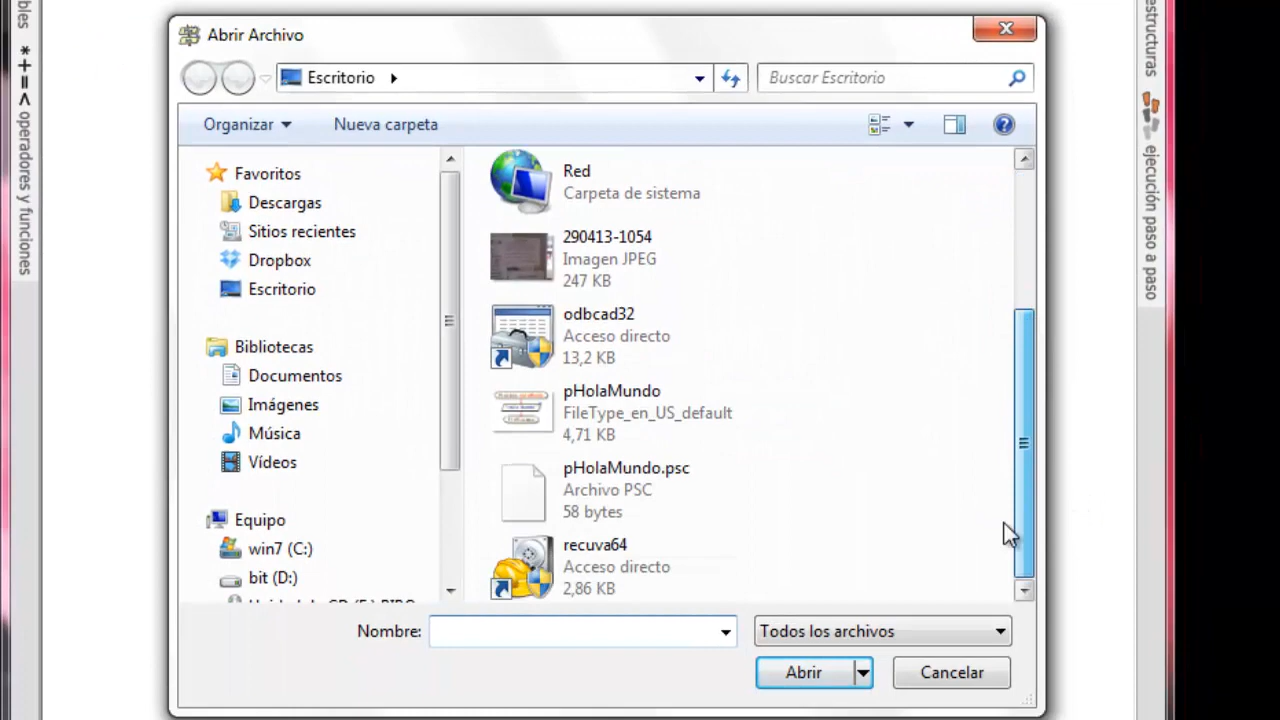 bles
*+=< operadores y funciones
Abrir Archivo
Escritorio
Buscar Escritorio
Organizar
Nueva carpeta
Favoritos
Descargas
Sitios recientes
Dropbox
Escritorio
Bibliotecas
Documentos
Imágenes
Música
Vídeos
Equipo
win7 (C:)
bit (D:)
Red
Carpeta de sistema
290413-1054
Imagen JPEG
247 KB
odbcad32
Acceso directo
13,2 KB
pHolaMundo
FileType_en_US_default
4,71 KB
pHolaMundo.psc
Archivo PSC
58 bytes
recuva64
Acceso directo
2,86 KB
Nombre:
Todos los archivos
Abrir
Cancelar
estructuras
ejecución paso a paso